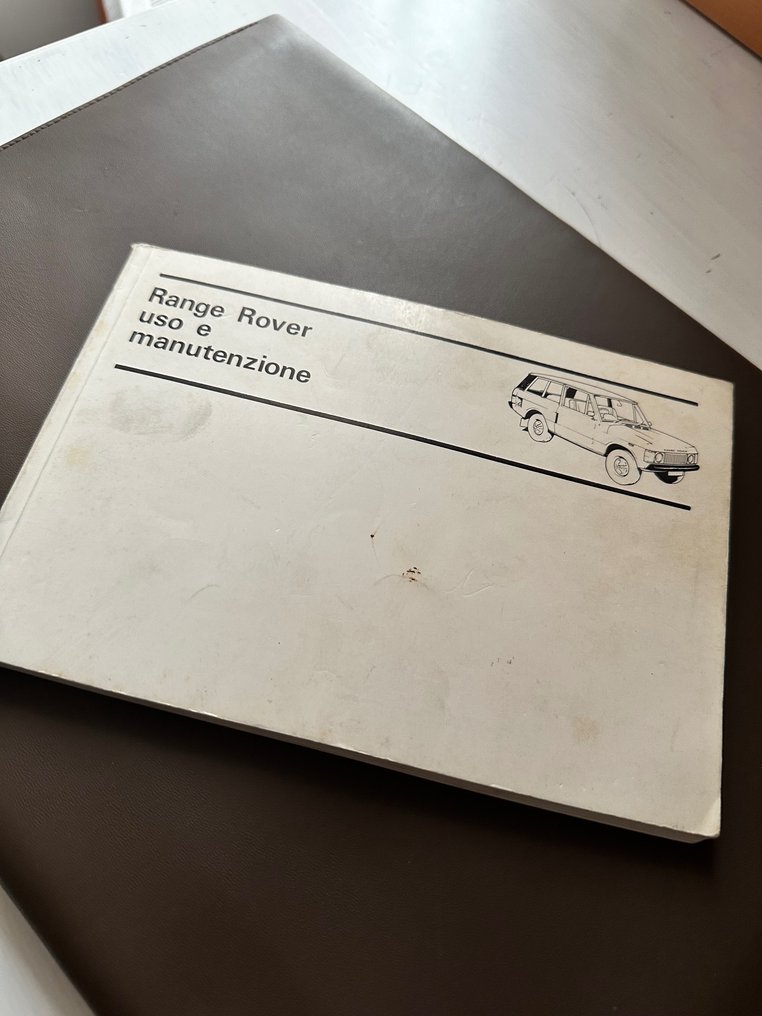 Range Rover
uso e
manutenzione